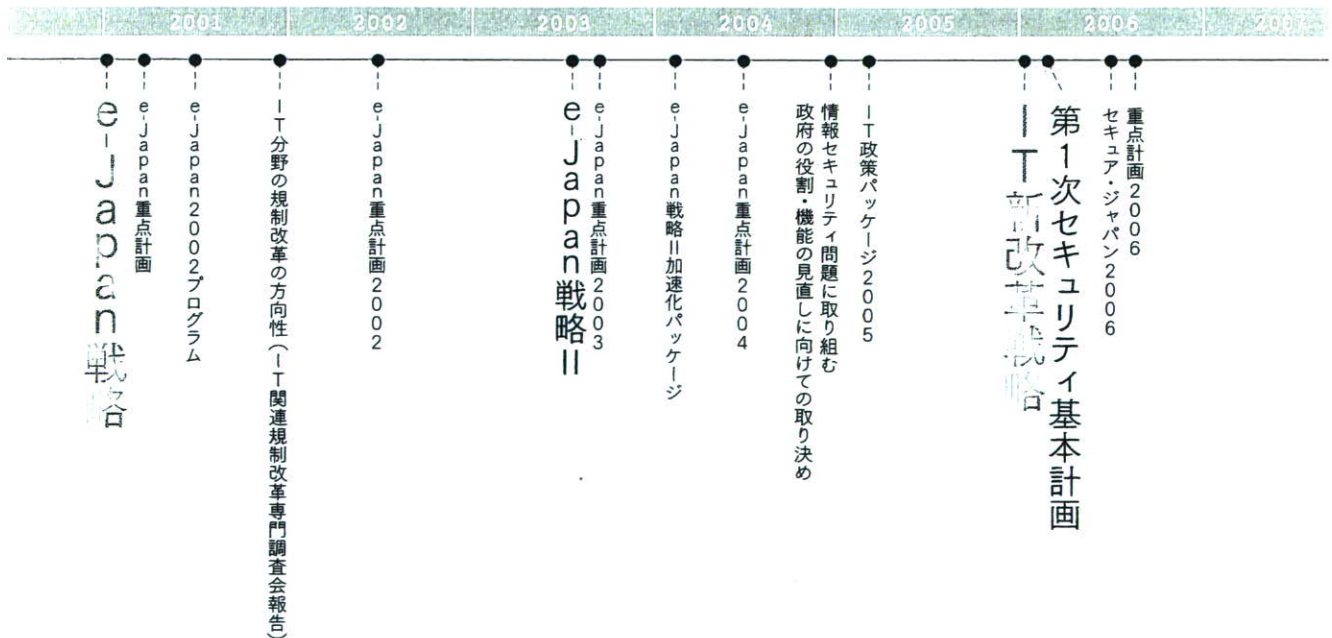 2001
2002
2003
2004
2005
2006
2007
e-Japan戦略
e-Japan重点計画
e-Japan2002プログラム
IT分野の規制改革の方向性(IT関連規制改革専門調査会報告)
e-Japan重点計画2002
e-Japan戦略II
e-Japan重点計画2003
e-Japan戦略II加速化パッケージ
e-Japan重点計画2004
情報セキュリティ問題に取り組む
政府の役割・機能の見直しに向けての取り決め
IT政策パッケージ2005
IT新改革戦略
第1次セキュリティ基本計画
セキュア・ジャパン2006
重点計画2006